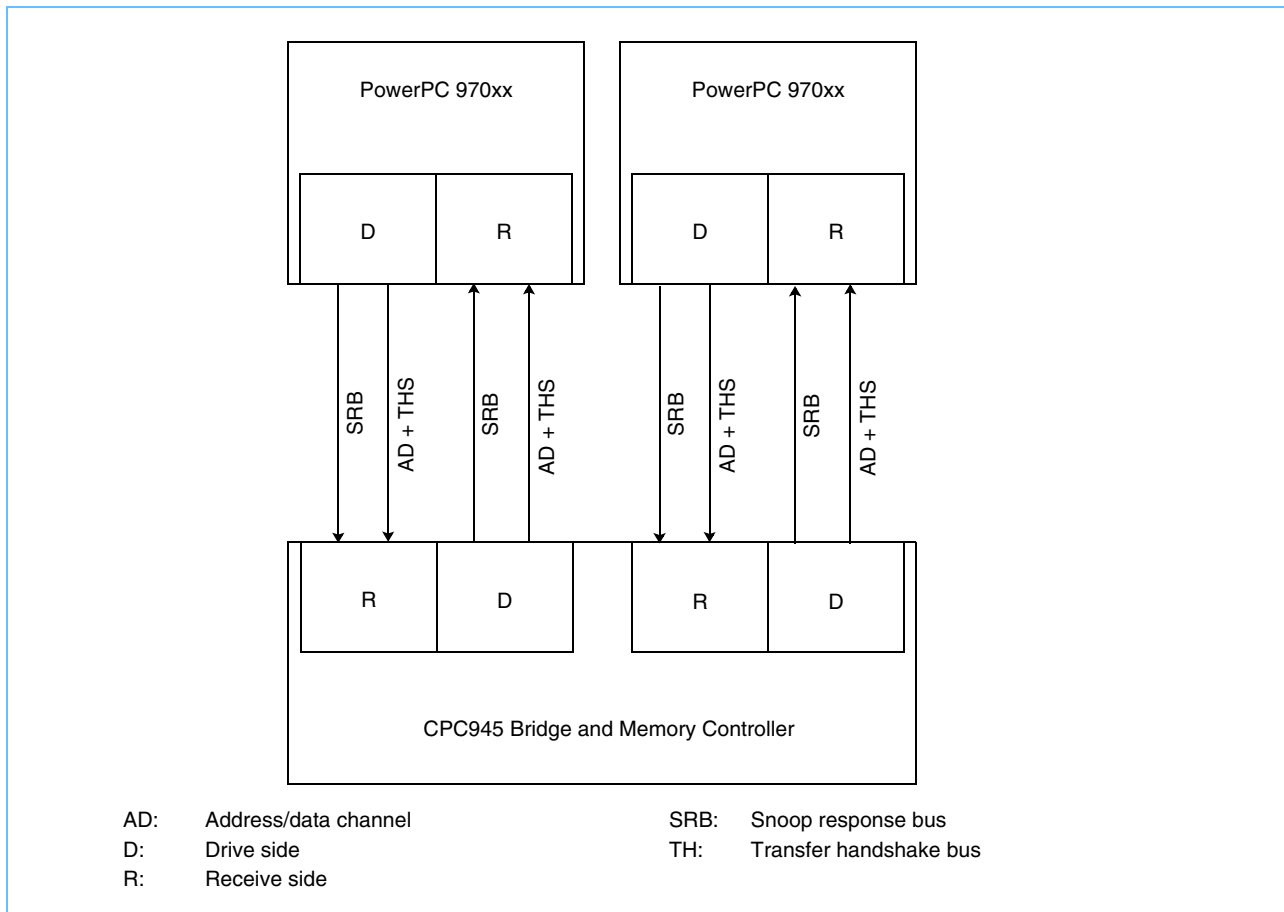 PowerPC 970xx
PowerPC 970xx
D
R
D
R
SRB
AD + THS
SRB
AD + THS
SRB
AD + THS
SRB
AD + THS
R
D
R
D
CPC945 Bridge and Memory Controller
AD: Address/data channel
D: Drive side
R: Receive side
SRB: Snoop response bus
TH: Transfer handshake bus